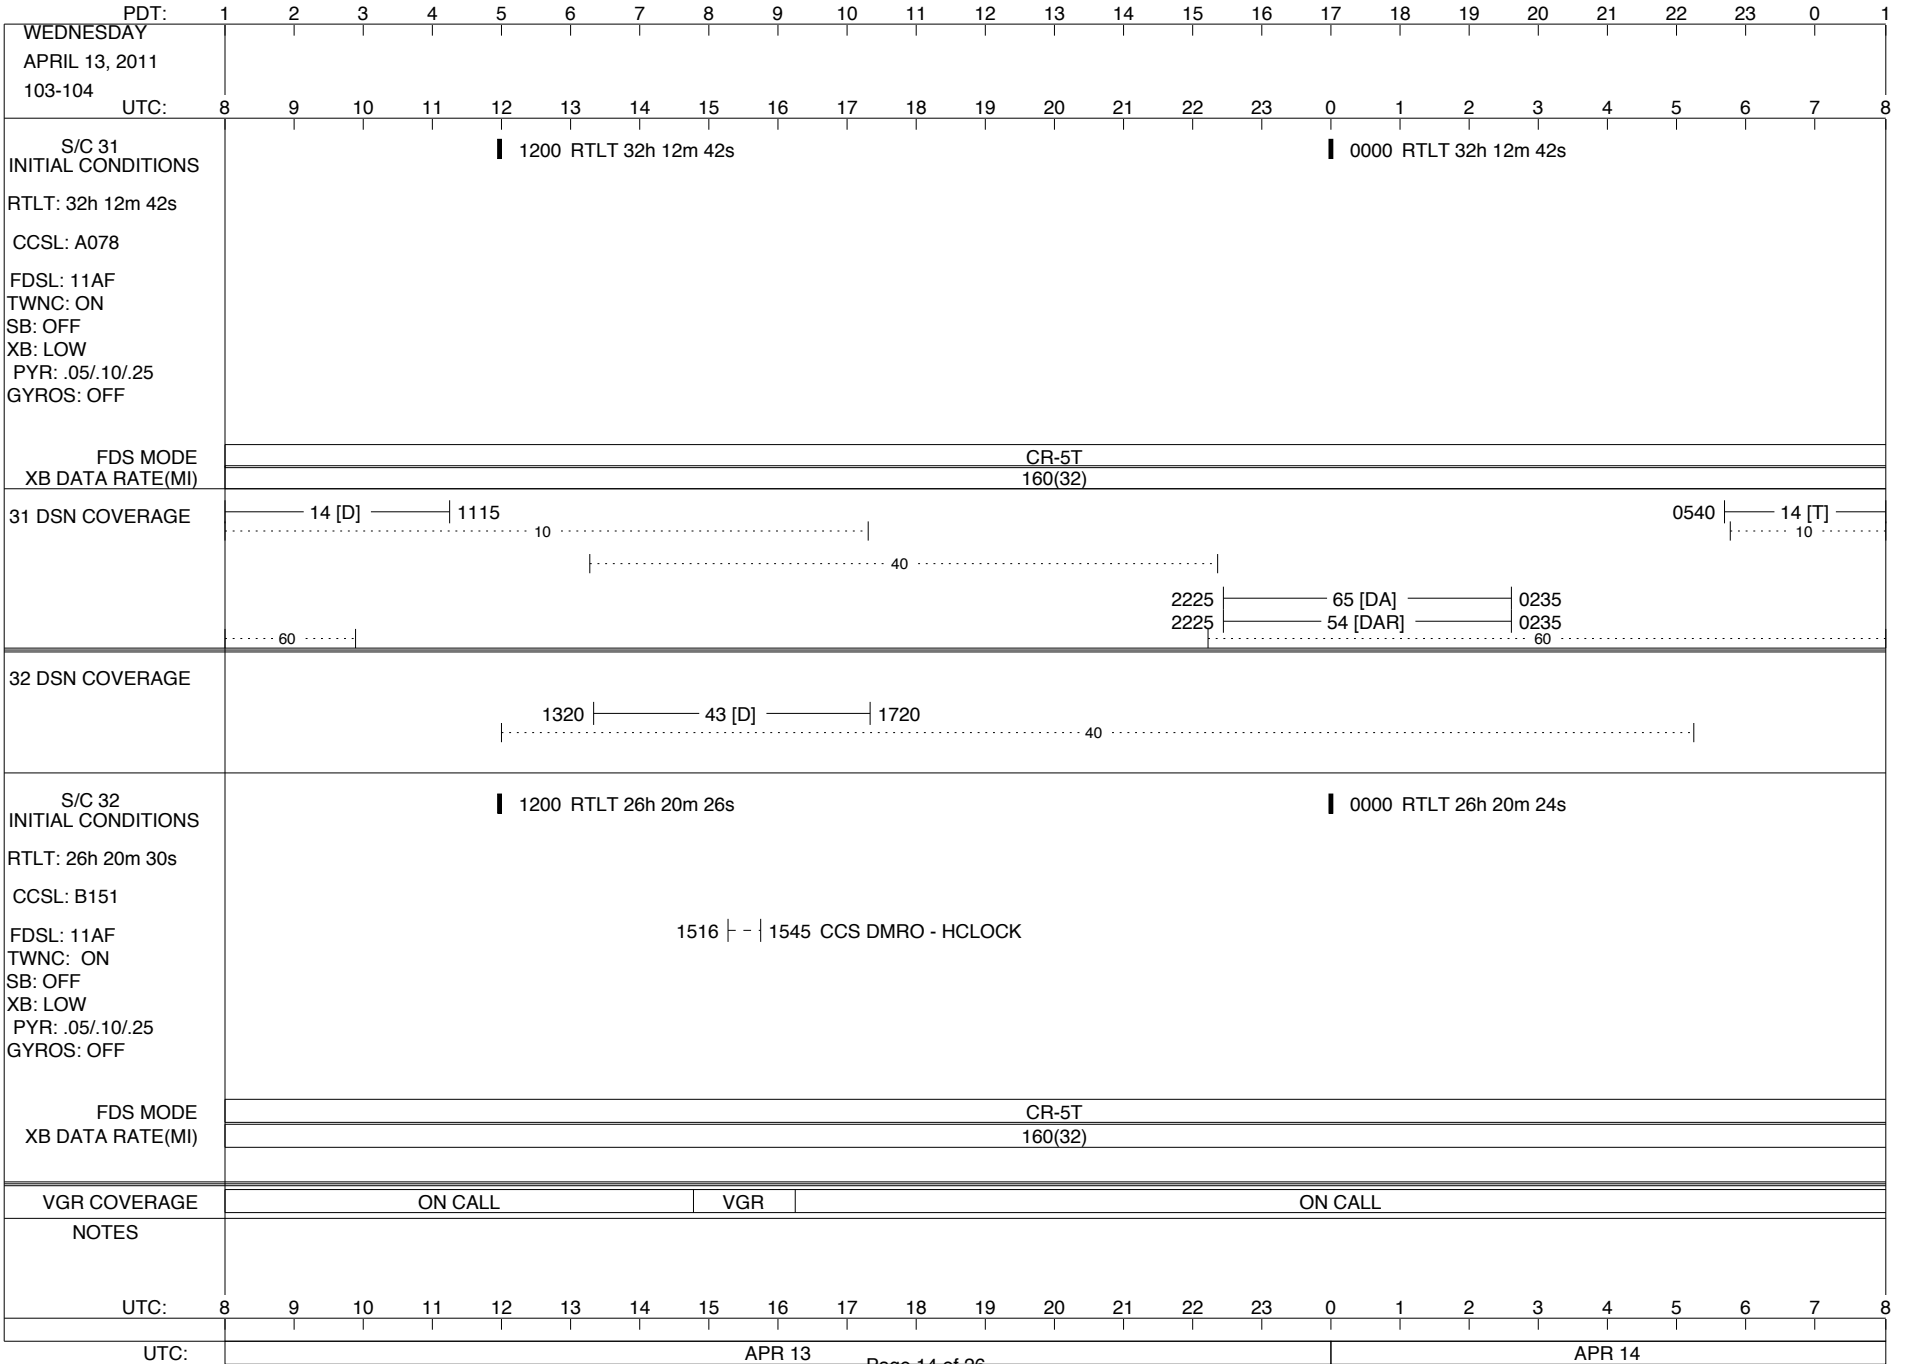 PDT: 1 2 3 4 5 6 7 8 9 10 11 12 13 14 15 16 17 18 19 20 21 22 23 0 1
WEDNESDAY
APRIL 13, 2011
103-104
UTC: 8 9 10 11 12 13 14 15 16 17 18 19 20 21 22 23 0 1 2 3 4 5 6 7 8
S/C 31
INITIAL CONDITIONS
1200 RTLT 32h 12m 42s
0000 RTLT 32h 12m 42s
RTLT: 32h 12m 42s
CCSL: A078
FDSL: 11AF
TWNC: ON
SB: OFF
XB: LOW
PYR: .05/.10/.25
GYROS: OFF
FDS MODE CR-5T
XB DATA RATE(MI) 160(32)
31 DSN COVERAGE
14 [D] 1115
0540 14 [T]
10
10
40
2225 65 [DA] 0235
2225 54 [DAR] 0235
60
60
32 DSN COVERAGE
1320 43 [D] 1720
40
S/C 32
INITIAL CONDITIONS
1200 RTLT 26h 20m 26s
0000 RTLT 26h 20m 24s
RTLT: 26h 20m 30s
CCSL: B151
1516 1545 CCS DMRO - HCLOCK
FDSL: 11AF
TWNC: ON
SB: OFF
XB: LOW
PYR: .05/.10/.25
GYROS: OFF
FDS MODE CR-5T
XB DATA RATE(MI) 160(32)
VGR COVERAGE ON CALL VGR ON CALL
NOTES
UTC: 8 9 10 11 12 13 14 15 16 17 18 19 20 21 22 23 0 1 2 3 4 5 6 7 8
UTC: APR 13 APR 14
Page 14 of 26